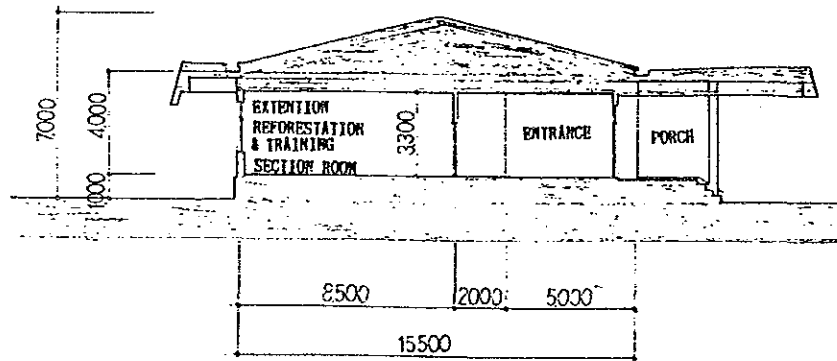 7000
4000
1000
EXTENTION
REFORESTATION
& TRAINING
SECTION ROOM
3300
ENTRANCE
PORCH
8500
2000
5000
15500